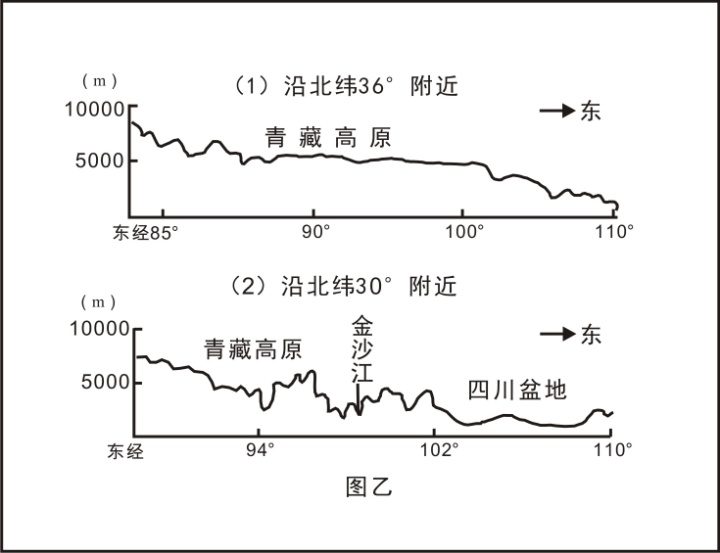 (1) 沿北纬36° 附近
(m)
10000
5000
青藏高原
东
东经85°
90°
100°
110°
(2) 沿北纬30° 附近
(m)
10000
5000
青藏高原
金沙江
东
四川盆地
东经
94°
102°
110°
图乙